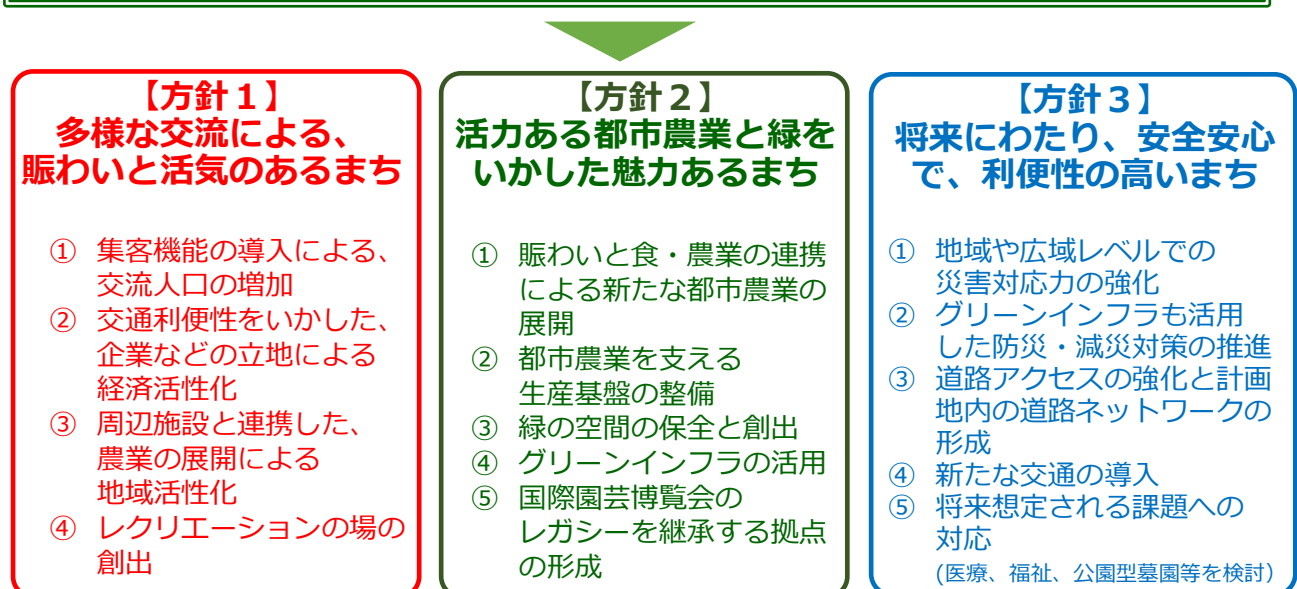 【方針１】
多様な交流による、
賑わいと活気のあるまち
① 集客機能の導入による、
交流人口の増加
② 交通利便性をいかした、
企業などの立地による
経済活性化
③ 周辺施設と連携した、
農業の展開による
地域活性化
④ レクリエーションの場の
創出
【方針２】
活力ある都市農業と緑を
いかした魅力あるまち
① 賑わいと食・農業の連携
による新たな都市農業の
展開
② 都市農業を支える
生産基盤の整備
③ 緑の空間の保全と創出
④ グリーンインフラの活用
⑤ 国際園芸博覧会の
レガシーを継承する拠点
の形成
【方針３】
将来にわたり、安全安心
で、利便性の高いまち
① 地域や広域レベルでの
災害対応力の強化
② グリーンインフラも活用
した防災・減災対策の推進
③ 道路アクセスの強化と計画
地内の道路ネットワークの
形成
④ 新たな交通の導入
⑤ 将来想定される課題への
対応
(医療、福祉、公園型墓園等を検討）